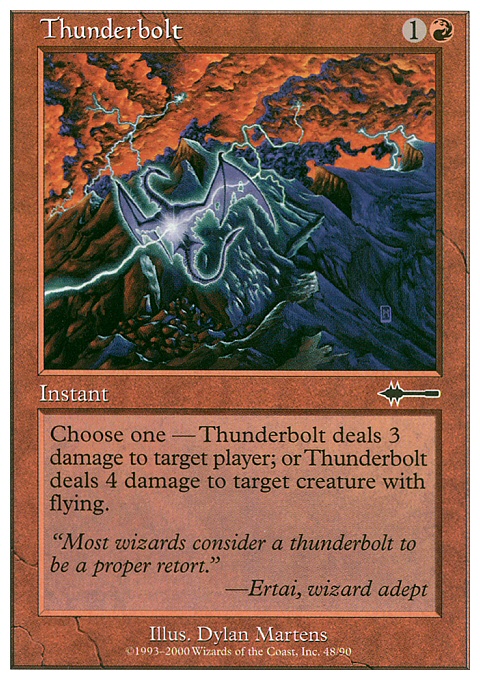 Thunderbolt 1
Instant
Choose one — Thunderbolt deals 3
damage to target player; or Thunderbolt
deals 4 damage to target creature with
flying.
“Most wizards consider a thunderbolt to
be a proper retort.”
—Ertai, wizard adept
Illus. Dylan Martens
©1993–2000 Wizards of the Coast, Inc. 48/90